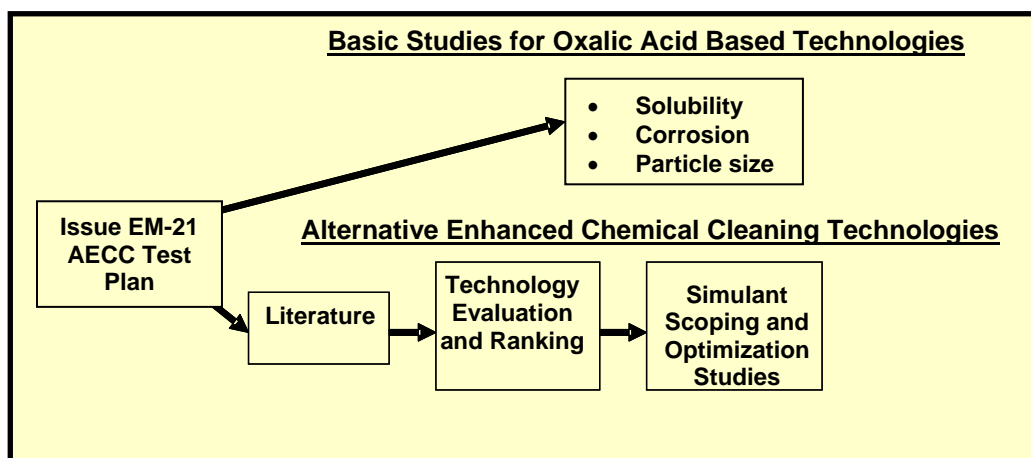 Basic Studies for Oxalic Acid Based Technologies
• Solubility
• Corrosion
• Particle size
Issue EM-21
AECC Test
Plan
Alternative Enhanced Chemical Cleaning Technologies
Literature
Technology
Evaluation
and Ranking
Simulant
Scoping and
Optimization
Studies